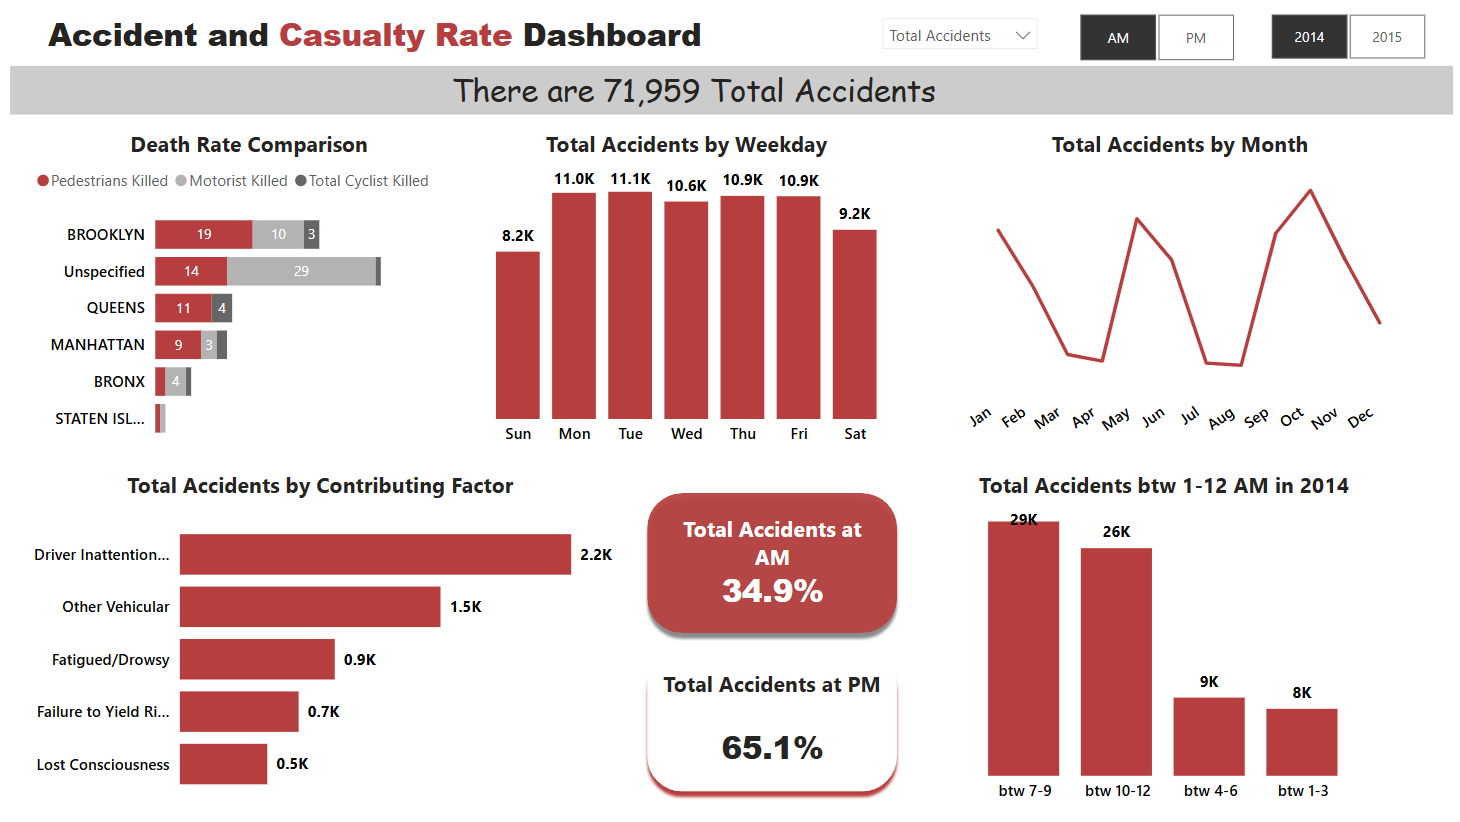 Accident and Casualty Rate Dashboard
Total Accidents
AM
PM
2014
2015
There are 71,959 Total Accidents
Death Rate Comparison
Pedestrians Killed Motorist Killed Total Cyclist Killed
BROOKLYN 19 10 3
Unspecified 14 29
QUEENS 11 4
MANHATTAN 9 3
BRONX 4
STATEN ISL...
Total Accidents by Weekday
8.2K 11.0K 11.1K 10.6K 10.9K 10.9K 9.2K
Sun Mon Tue Wed Thu Fri Sat
Total Accidents by Month
Jan Feb Mar Apr May Jun Jul Aug Sep Oct Nov Dec
Total Accidents by Contributing Factor
Driver Inattention... 2.2K
Other Vehicular 1.5K
Fatigued/Drowsy 0.9K
Failure to Yield Ri... 0.7K
Lost Consciousness 0.5K
Total Accidents at
AM
34.9%
Total Accidents at PM
65.1%
Total Accidents btw 1-12 AM in 2014
29K 26K 9K 8K
btw 7-9 btw 10-12 btw 4-6 btw 1-3